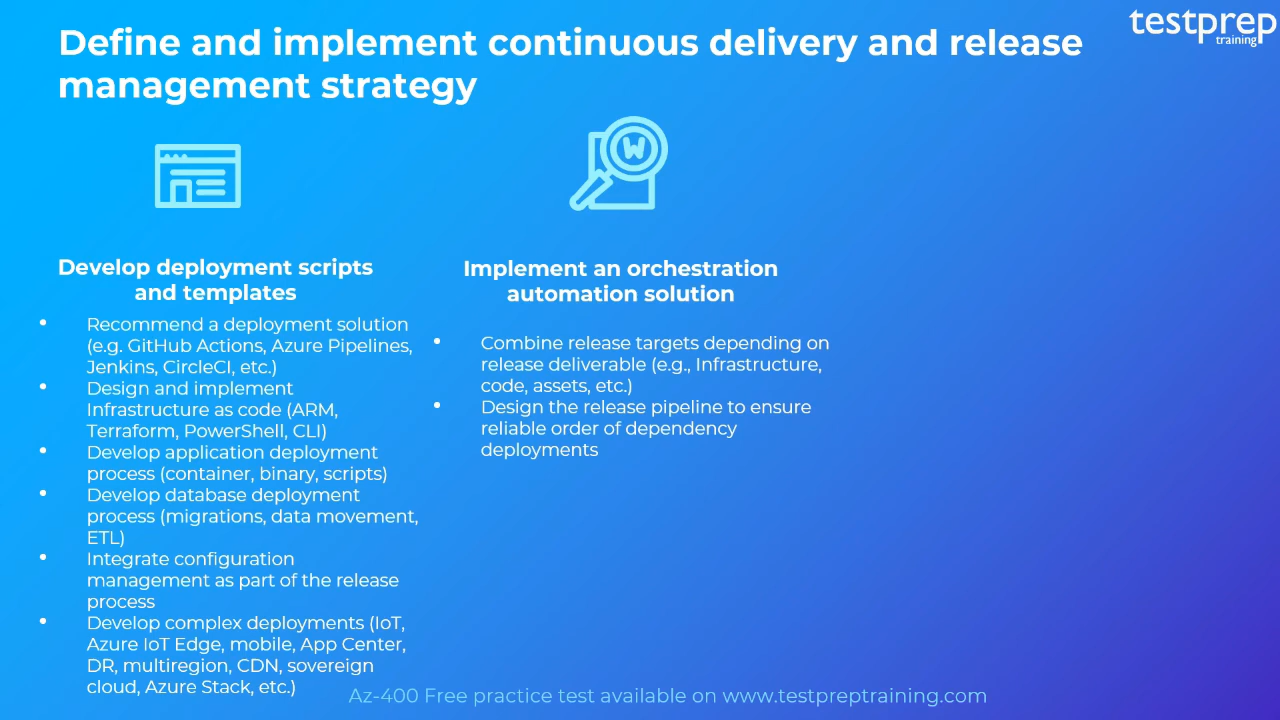 Define and implement continuous delivery and release
management strategy
testprep
training
W
Develop deployment scripts
and templates
• Recommend a deployment solution
(e.g. GitHub Actions, Azure Pipelines,
Jenkins, CircleCI, etc.)
• Design and implement
Infrastructure as code (ARM,
Terraform, PowerShell, CLI)
• Develop application deployment
process (container, binary, scripts)
• Develop database deployment
process (migrations, data movement,
ETL)
• Integrate configuration
management as part of the release
process
• Develop complex deployments (IoT,
Azure IoT Edge, mobile, App Center,
DR, multiregion, CDN, sovereign
cloud, Azure Stack, etc.)
Implement an orchestration
automation solution
• Combine release targets depending on
release deliverable (e.g., Infrastructure,
code, assets, etc.)
• Design the release pipeline to ensure
reliable order of dependency
deployments
Az-400 Free practice test available on www.testpreptraining.com